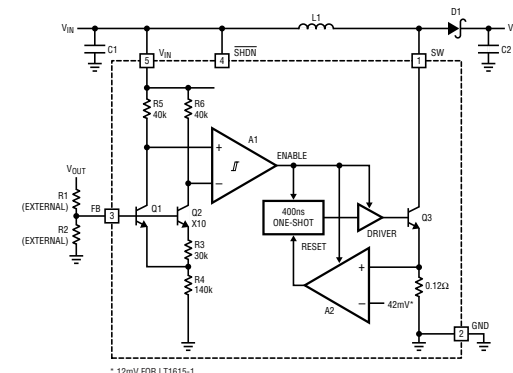 L1
D1
VIN
V
C1
5
VIN
4
SHDN
SW
1
C2
R5
40k
R6
40k
A1
ENABLE
VOUT
R1
(EXTERNAL)
FB
3
Q1
Q2
X10
400ns
ONE-SHOT
DRIVER
Q3
R2
(EXTERNAL)
R3
30k
RESET
R4
140k
+
–
+
–
A2
0.12Ω
42mV*
GND
2
* 12mV FOR LT1615-1